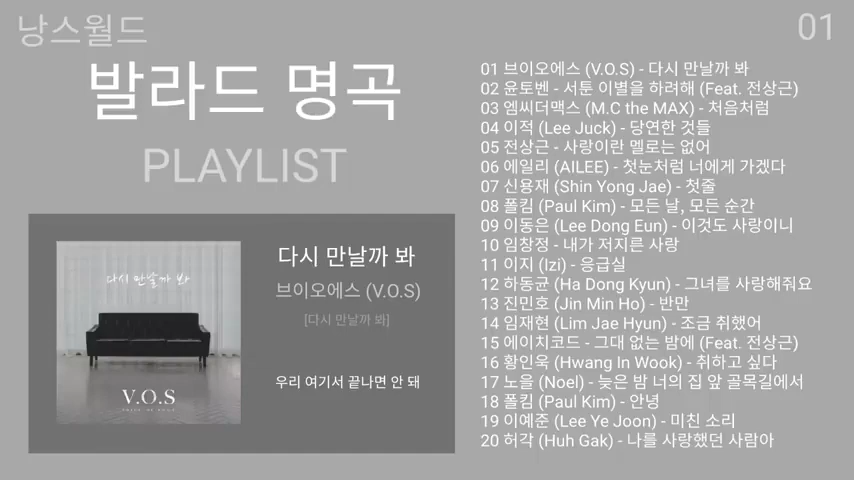 낭스월드
01
발라드 명곡
PLAYLIST
다시 만날까 봐
V.O.S
다시 만날까 봐
브이오에스 (V.O.S)
[다시 만날까 봐]
우리 여기서 끝나면 안 돼
01 브이오에스 (V.O.S) - 다시 만날까 봐
02 윤토벤 - 서툰 이별을 하려해 (Feat. 전상근)
03 엠씨더맥스 (M.C the MAX) - 처음처럼
04 이적 (Lee Juck) - 당연한 것들
05 전상근 - 사랑이란 멜로는 없어
06 에일리 (AILEE) - 첫눈처럼 너에게 가겠다
07 신용재 (Shin Yong Jae) - 첫줄
08 폴킴 (Paul Kim) - 모든 날, 모든 순간
09 이동은 (Lee Dong Eun) - 이것도 사랑이니
10 임창정 - 내가 저지른 사랑
11 이지 (Izi) - 응급실
12 하동균 (Ha Dong Kyun) - 그녀를 사랑해줘요
13 진민호 (Jin Min Ho) - 반만
14 임재현 (Lim Jae Hyun) - 조금 취했어
15 에이치코드 - 그대 없는 밤에 (Feat. 전상근)
16 황인욱 (Hwang In Wook) - 취하고 싶다
17 노을 (Noel) - 늦은 밤 너의 집 앞 골목길에서
18 폴킴 (Paul Kim) - 안녕
19 이예준 (Lee Ye Joon) - 미친 소리
20 허각 (Huh Gak) - 나를 사랑했던 사람아